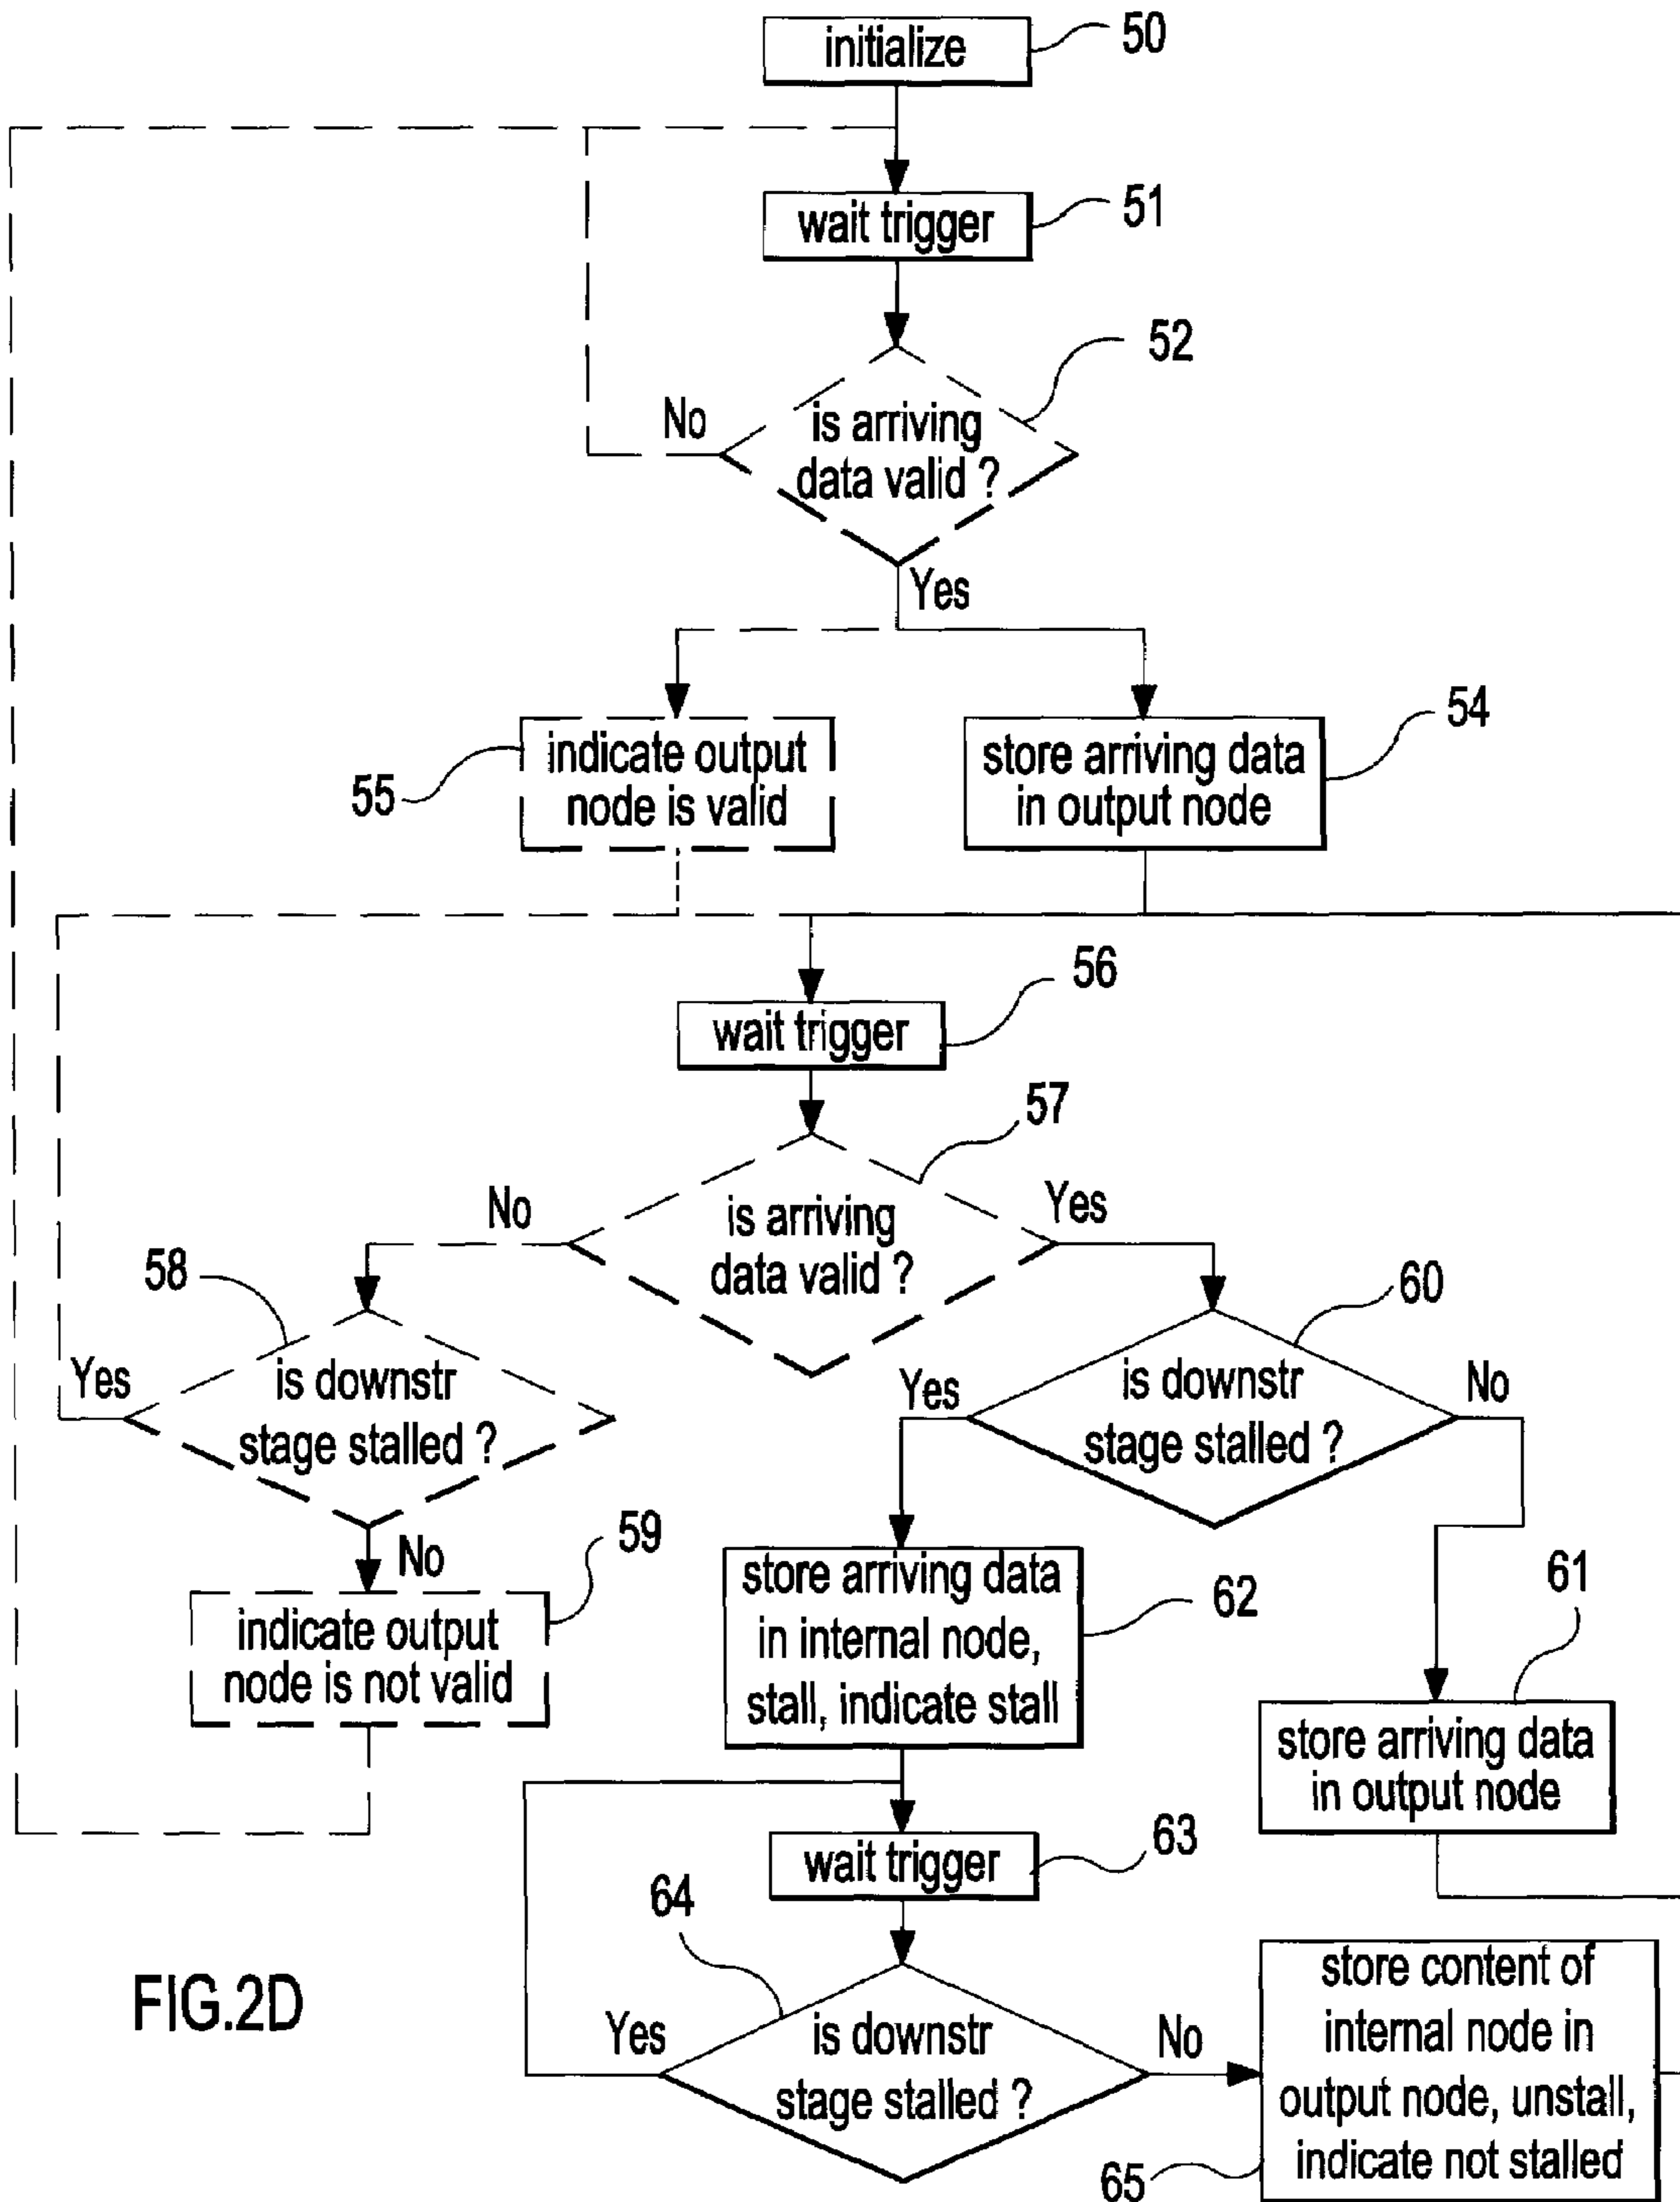 initialize
50
wait trigger
51
52
No
is arriving
data valid ?
Yes
54
indicate output
node is valid
55
store arriving data
in output node
56
wait trigger
57
No
is arriving
data valid ?
Yes
58
60
Yes
is downstr
stage stalled ?
Yes
is downstr
stage stalled ?
No
No
59
indicate output
node is not valid
store arriving data
in internal node,
stall, indicate stall
62
61
store arriving data
in output node
wait trigger
63
64
FIG.2D
Yes
is downstr
stage stalled ?
No
store content of
internal node in
output node, unstall,
indicate not stalled
65